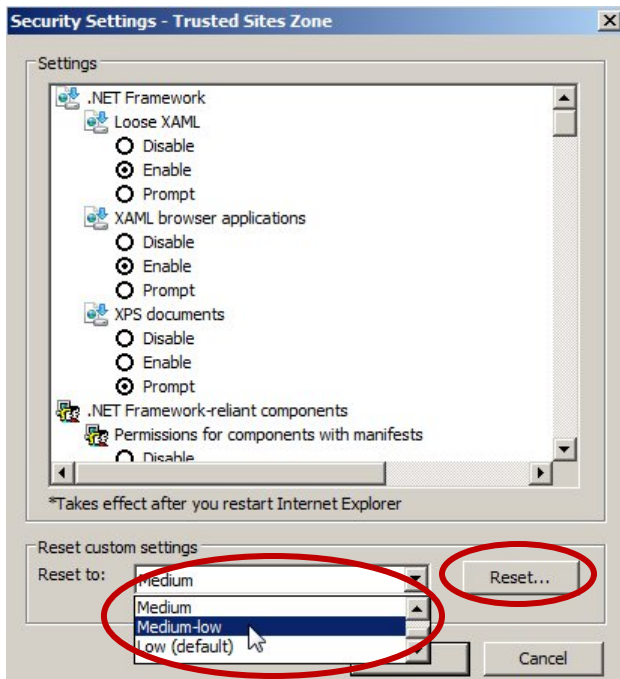 Security Settings - Trusted Sites Zone
Settings
.NET Framework
Loose XAML
Disable
Enable
Prompt
XAML browser applications
Disable
Enable
Prompt
XPS documents
Disable
Enable
Prompt
.NET Framework-reliant components
Permissions for components with manifests
Disable
*Takes effect after you restart Internet Explorer
Reset custom settings
Reset to: Medium Reset...
Medium
Medium-low
Low (default)
Cancel